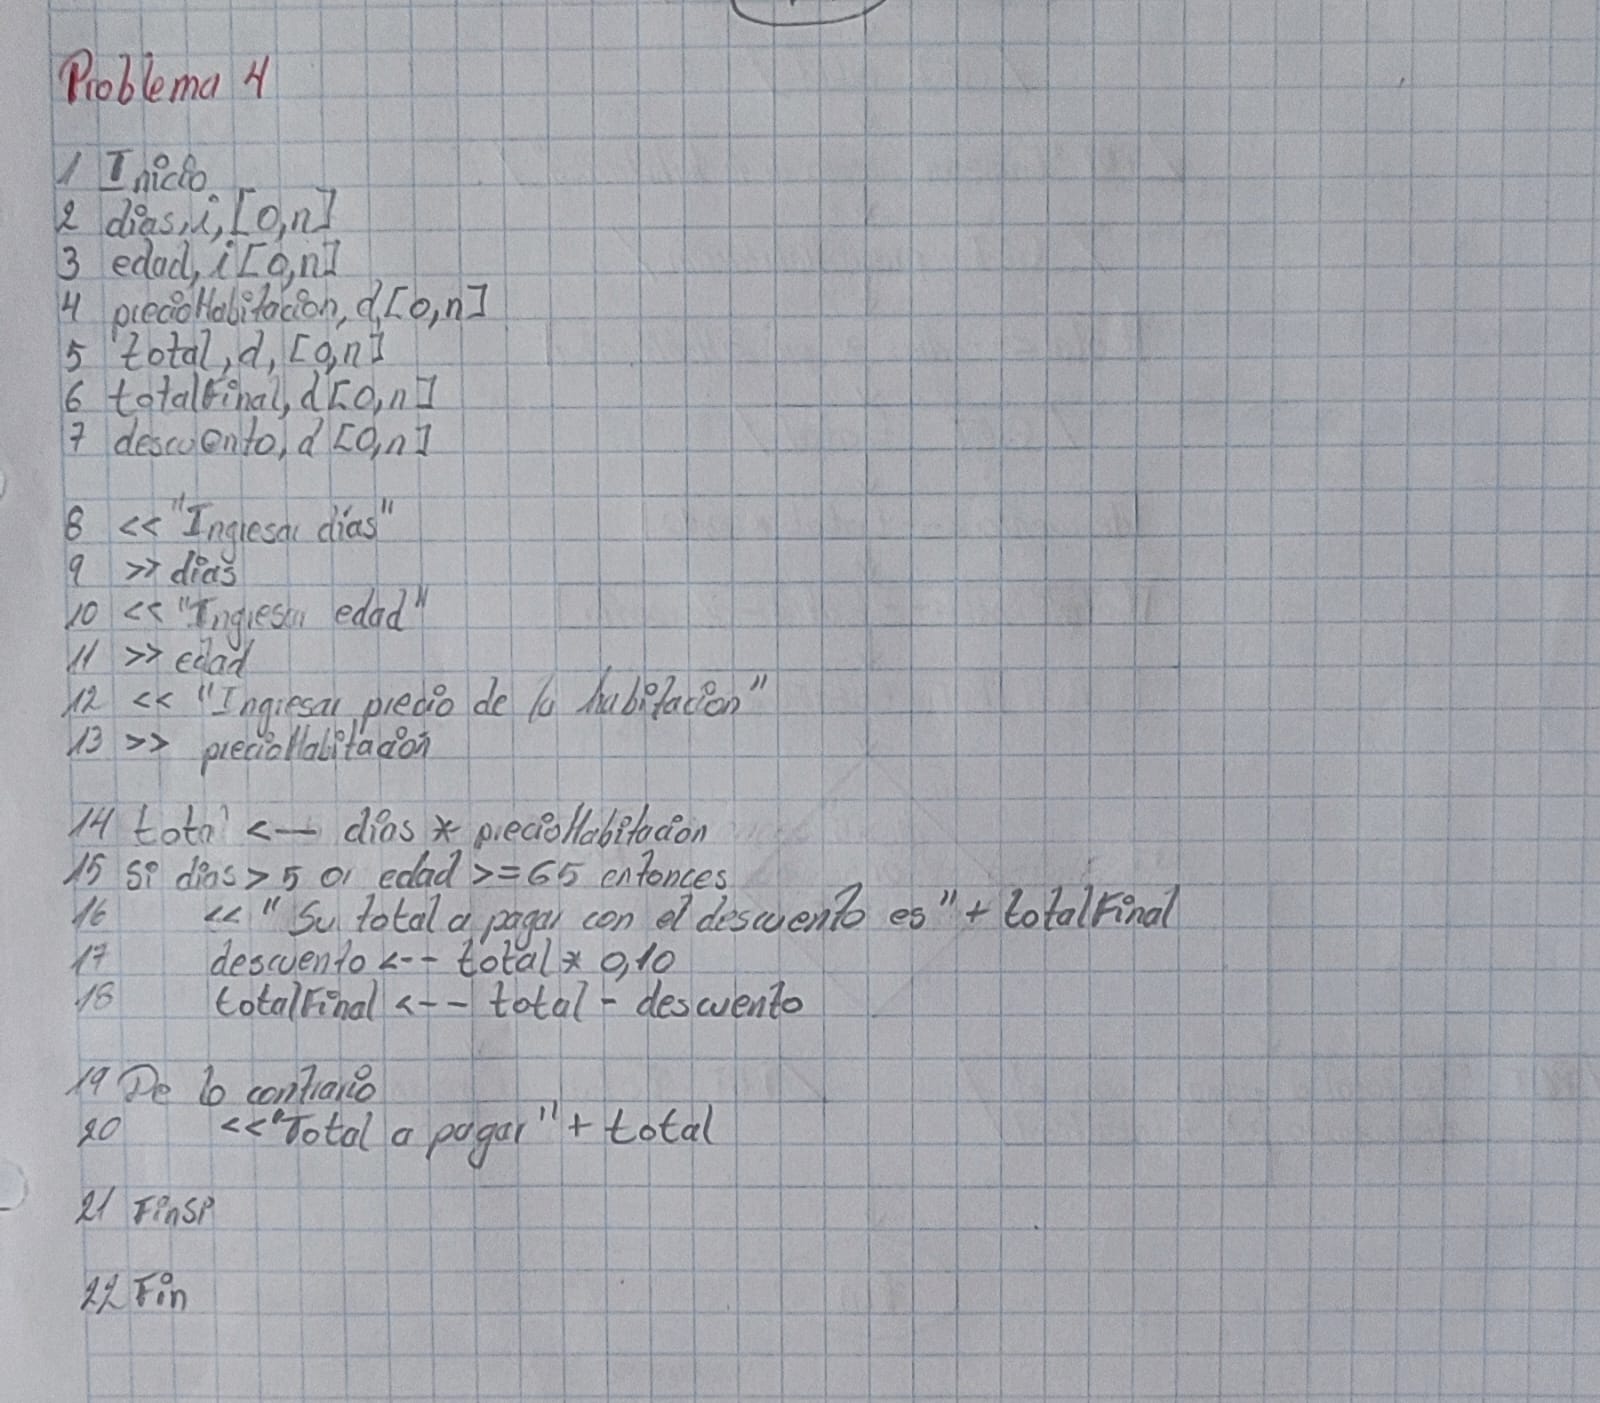 Problema 4
1 Inicio
2 dias, i, [0,n]
3 edad, i [0,n]
4 precioHabitacion, d, [0,n]
5 total, d, [0,n]
6 totalFinal, d [0,n]
7 descuento, d [0,n]
8 << "Ingresar días"
9 >> dias
10 << "Ingresar edad"
11 >> edad
12 << "Ingresar precio de la habitacion"
13 >> precioHabitacion
14 total <— dias * precioHabitacion
15 Si dias > 5 or edad >= 65 entonces
16 << "Su total a pagar con el descuento es" + totalFinal
17 descuento <-- total * 0,10
18 totalFinal <-- total - descuento
19 De lo contrario
20 << "Total a pagar" + total
21 FinSi
22 Fin